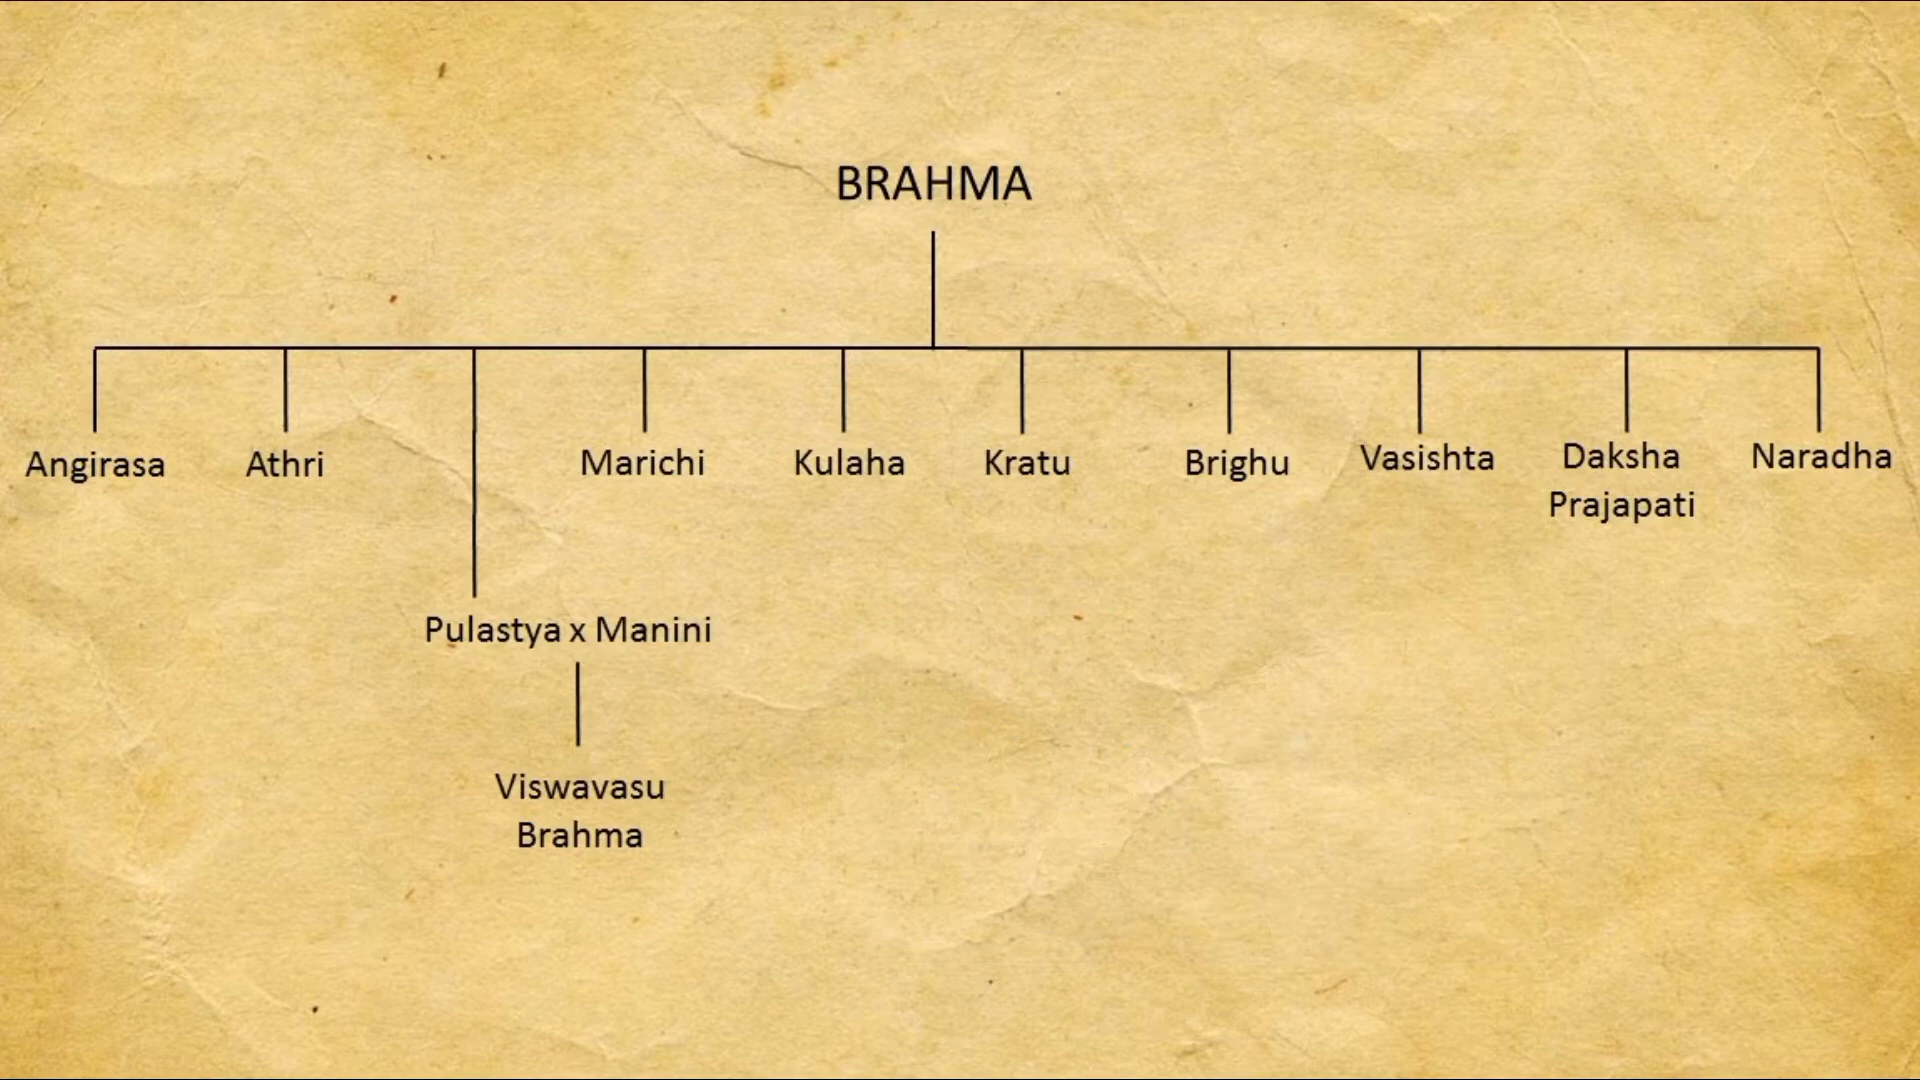 BRAHMA
Angirasa
Athri
Marichi
Kulaha
Kratu
Brighu
Vasishta
Daksha
Prajapati
Naradha
Pulastya x Manini
Viswavasu
Brahma